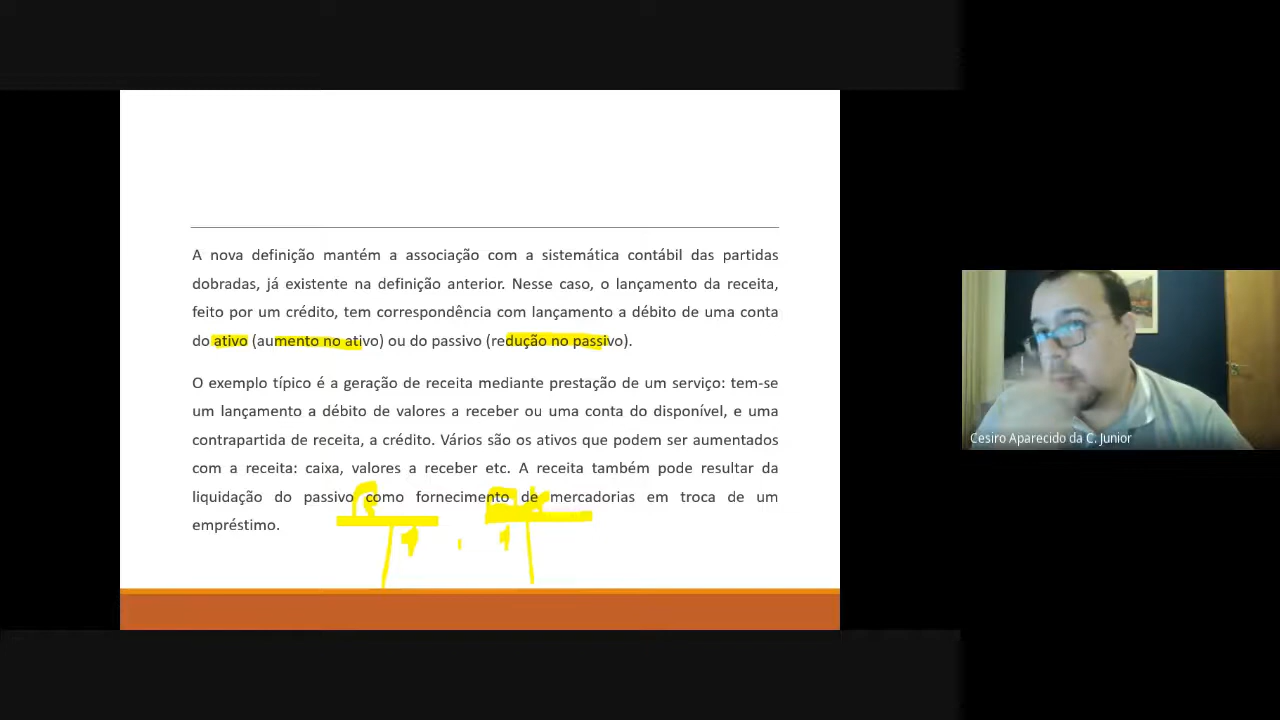 A nova definição mantém a associação com a sistemática contábil das partidas
dobradas, já existente na definição anterior. Nesse caso, o lançamento da receita,
feito por um crédito, tem correspondência com lançamento a débito de uma conta
do ativo (aumento no ativo) ou do passivo (redução no passivo).
O exemplo típico é a geração de receita mediante prestação de um serviço: tem-se
um lançamento a débito de valores a receber ou uma conta do disponível, e uma
contrapartida de receita, a crédito. Vários são os ativos que podem ser aumentados
com a receita: caixa, valores a receber etc. A receita também pode resultar da
liquidação do passivo como fornecimento de mercadorias em troca de um
empréstimo.
Cesiro Aparecido da C. Junior